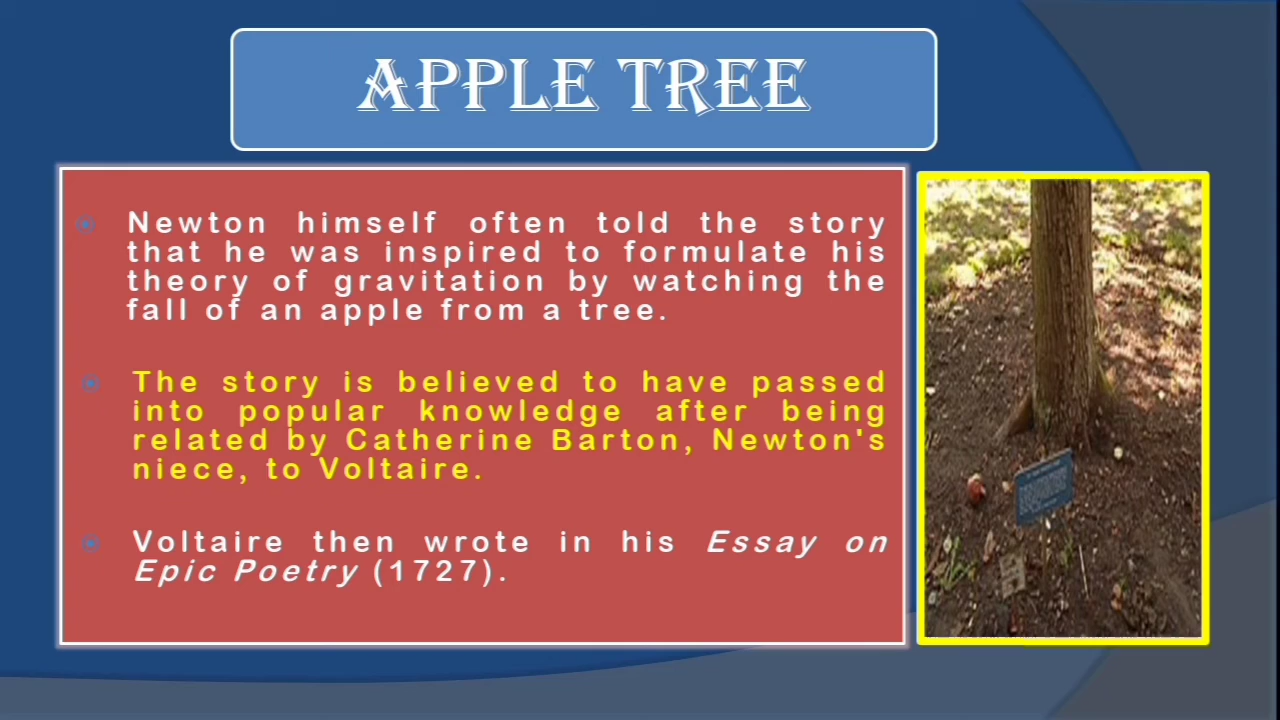 APPLE TREE
Newton himself often told the story
that he was inspired to formulate his
theory of gravitation by watching the
fall of an apple from a tree.
The story is believed to have passed
into popular knowledge after being
related by Catherine Barton, Newton's
niece, to Voltaire.
Voltaire then wrote in his Essay on
Epic Poetry (1727).